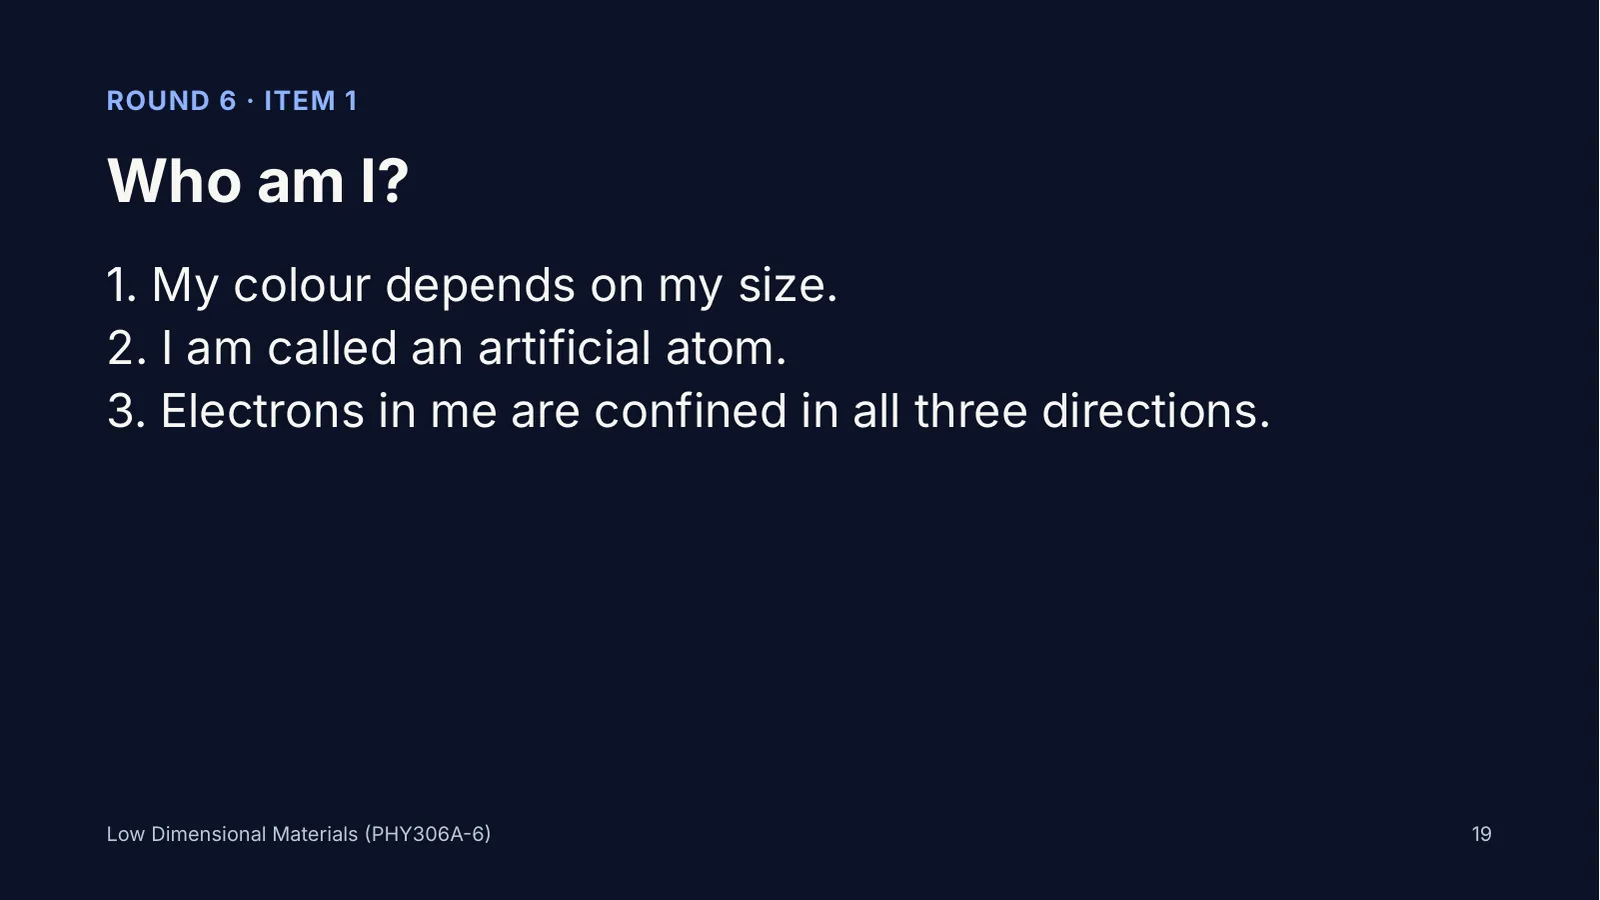 ROUND 6 · ITEM 1
Who am I?
1. My colour depends on my size.
2. I am called an artificial atom.
3. Electrons in me are confined in all three directions.
Low Dimensional Materials (PHY306A-6)
19